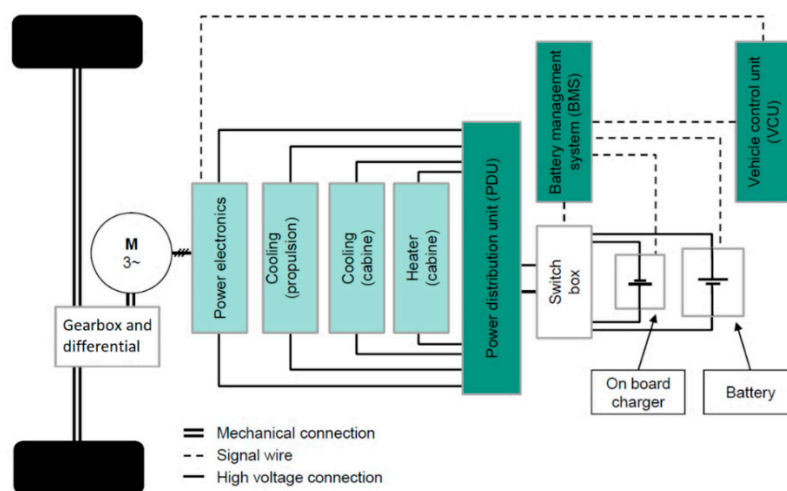 Battery management
system (BMS)
Vehicle control unit
(VCU)
M
3~
Power electronics
Cooling
(propulsion)
Cooling
(cabine)
Heater
(cabine)
Power distribution unit (PDU)
Switch
box
Gearbox and
differential
On board
charger
Battery
Mechanical connection
Signal wire
High voltage connection